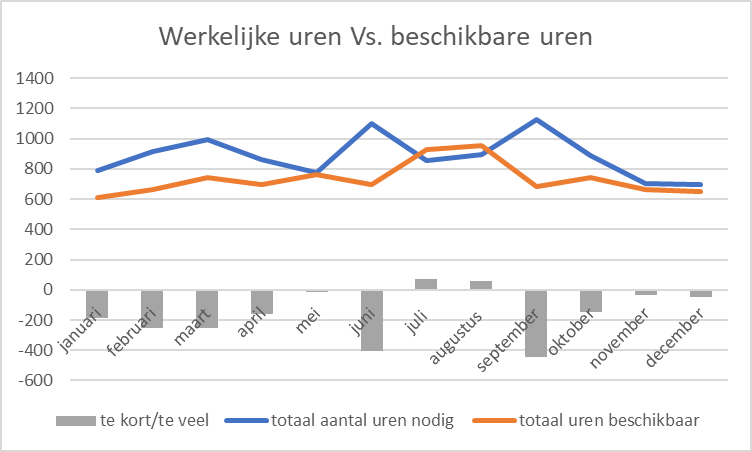 Werkelijke uren Vs. beschikbare uren
1400
1200
1000
800
600
400
200
0
-200
-400
-600
januari
februari
maart
april
mei
juni
juli
augustus
september
oktober
november
december
te kort/te veel
totaal aantal uren nodig
totaal uren beschikbaar